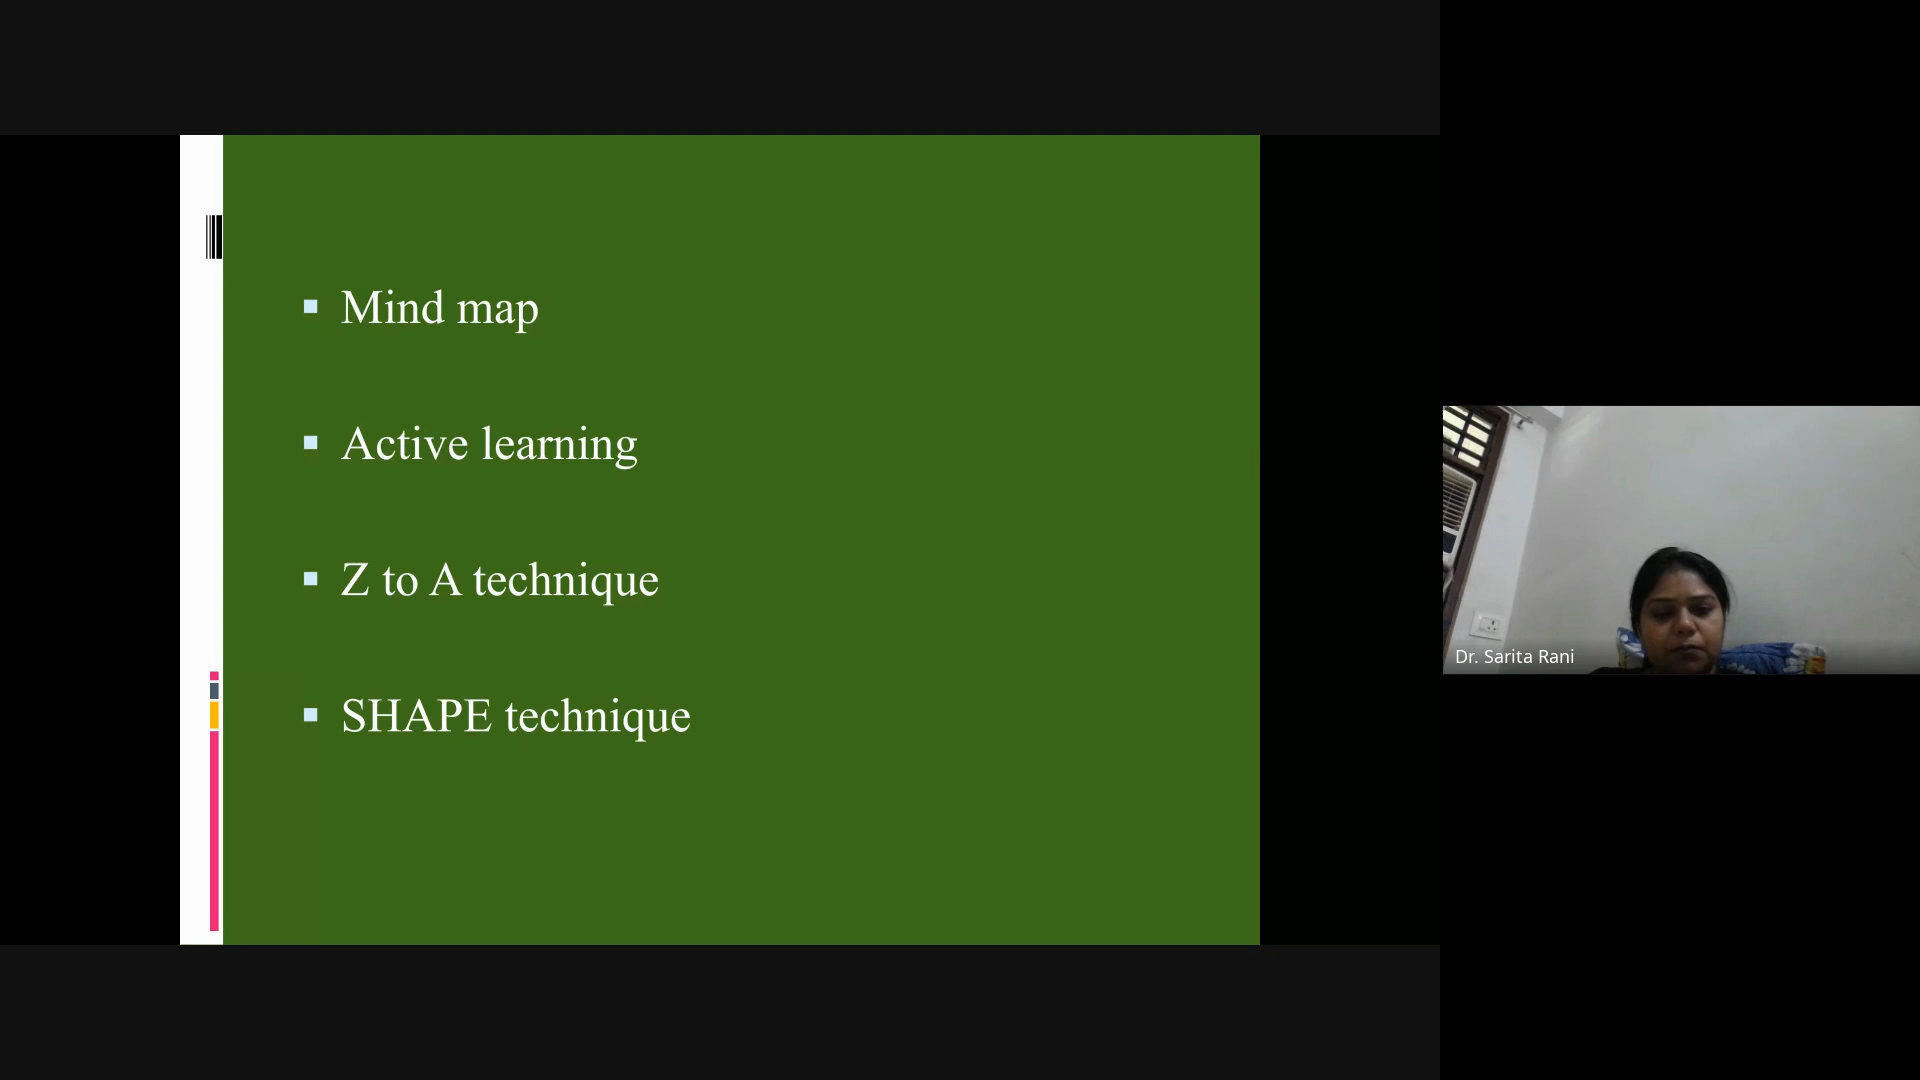 Mind map
Active learning
Z to A technique
SHAPE technique
Dr. Sarita Rani